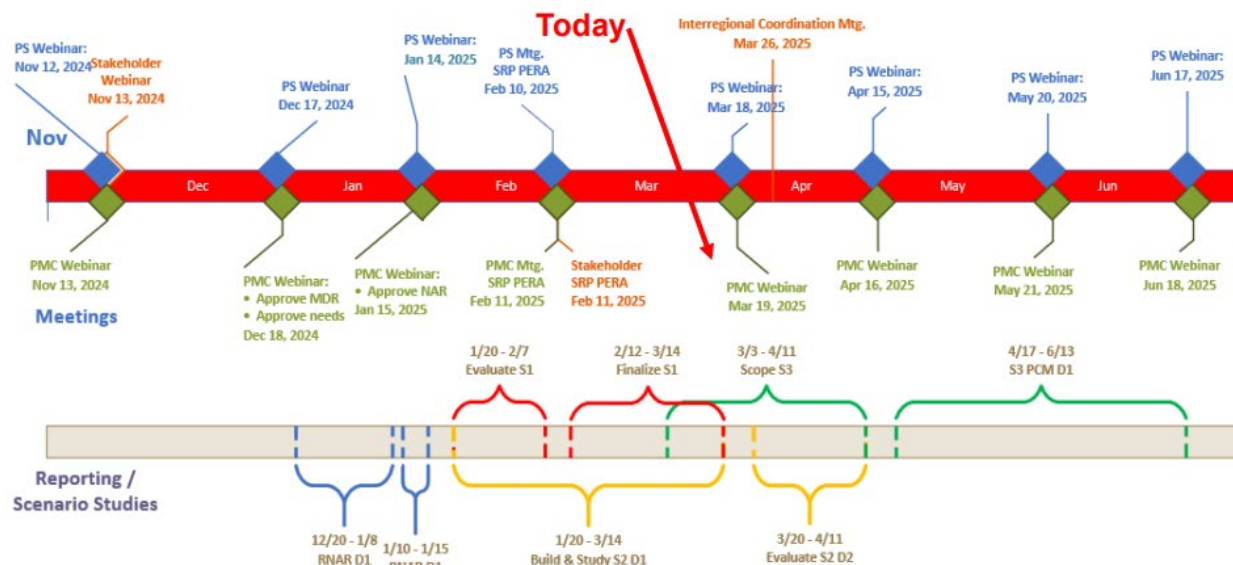 Today
Interregional Coordination Mtg.
Mar 26, 2025
PS Webinar:
Nov 12, 2024
Stakeholder
Webinar
Nov 13, 2024
PS Webinar
Dec 17, 2024
PS Webinar:
Jan 14, 2025
PS Mtg.
SRP PERA
Feb 10, 2025
PS Webinar:
Mar 18, 2025
PS Webinar:
Apr 15, 2025
PS Webinar:
May 20, 2025
PS Webinar:
Jun 17, 2025
Nov
Dec
Jan
Feb
Mar
Apr
May
Jun
PMC Webinar
Nov 13, 2024
PMC Webinar:
• Approve MDR
• Approve needs
Dec 18, 2024
PMC Webinar:
• Approve NAR
Jan 15, 2025
PMC Mtg.
SRP PERA
Feb 11, 2025
Stakeholder
SRP PERA
Feb 11, 2025
PMC Webinar
Mar 19, 2025
PMC Webinar
Apr 16, 2025
PMC Webinar
May 21, 2025
PMC Webinar
Jun 18, 2025
Meetings
1/20 - 2/7
Evaluate S1
2/12 - 3/14
Finalize S1
3/3 - 4/11
Scope S3
4/17 - 6/13
S3 PCM D1
Reporting /
Scenario Studies
12/20 - 1/8
RNAR D1
1/10 - 1/15
1/20 - 3/14
Build & Study S2 D1
3/20 - 4/11
Evaluate S2 D2